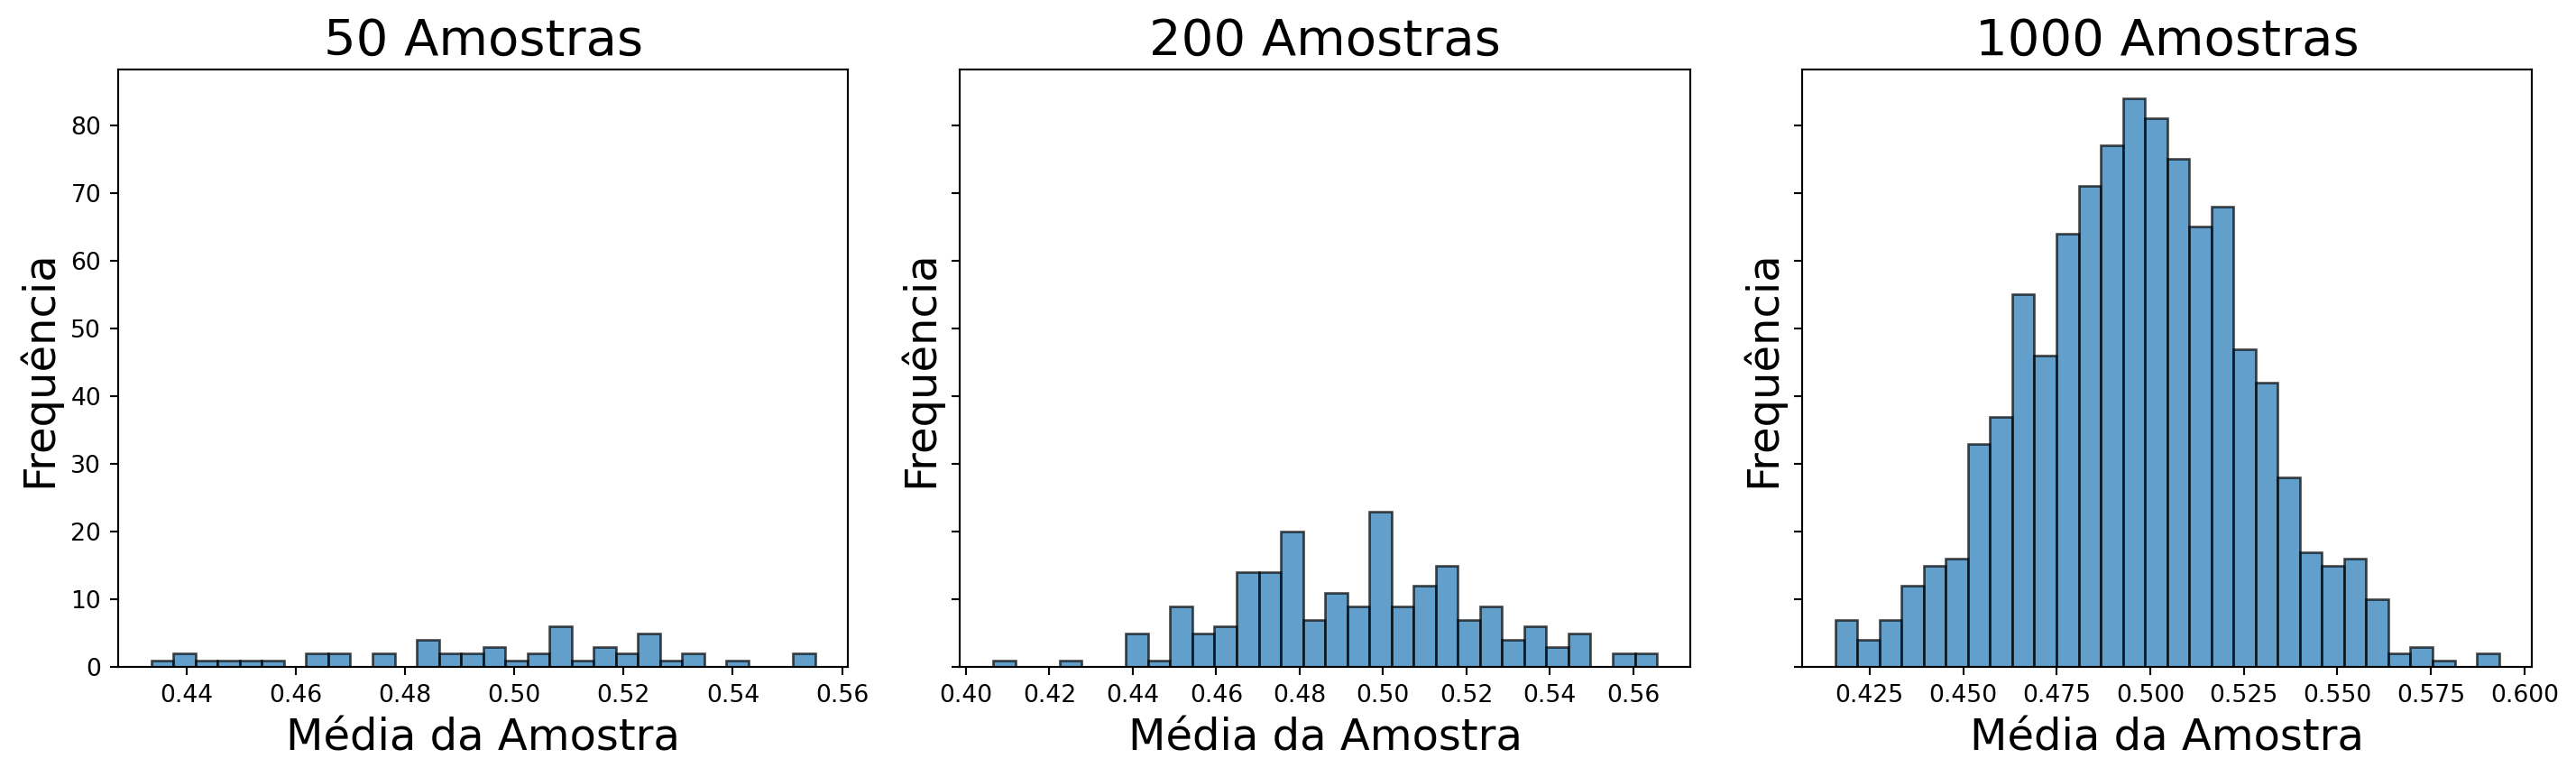 50 Amostras
Frequência
80
70
60
50
40
30
20
10
0
0.44 0.46 0.48 0.50 0.52 0.54 0.56
Média da Amostra
200 Amostras
Frequência
0.40 0.42 0.44 0.46 0.48 0.50 0.52 0.54 0.56
Média da Amostra
1000 Amostras
Frequência
0.425 0.450 0.475 0.500 0.525 0.550 0.575 0.600
Média da Amostra